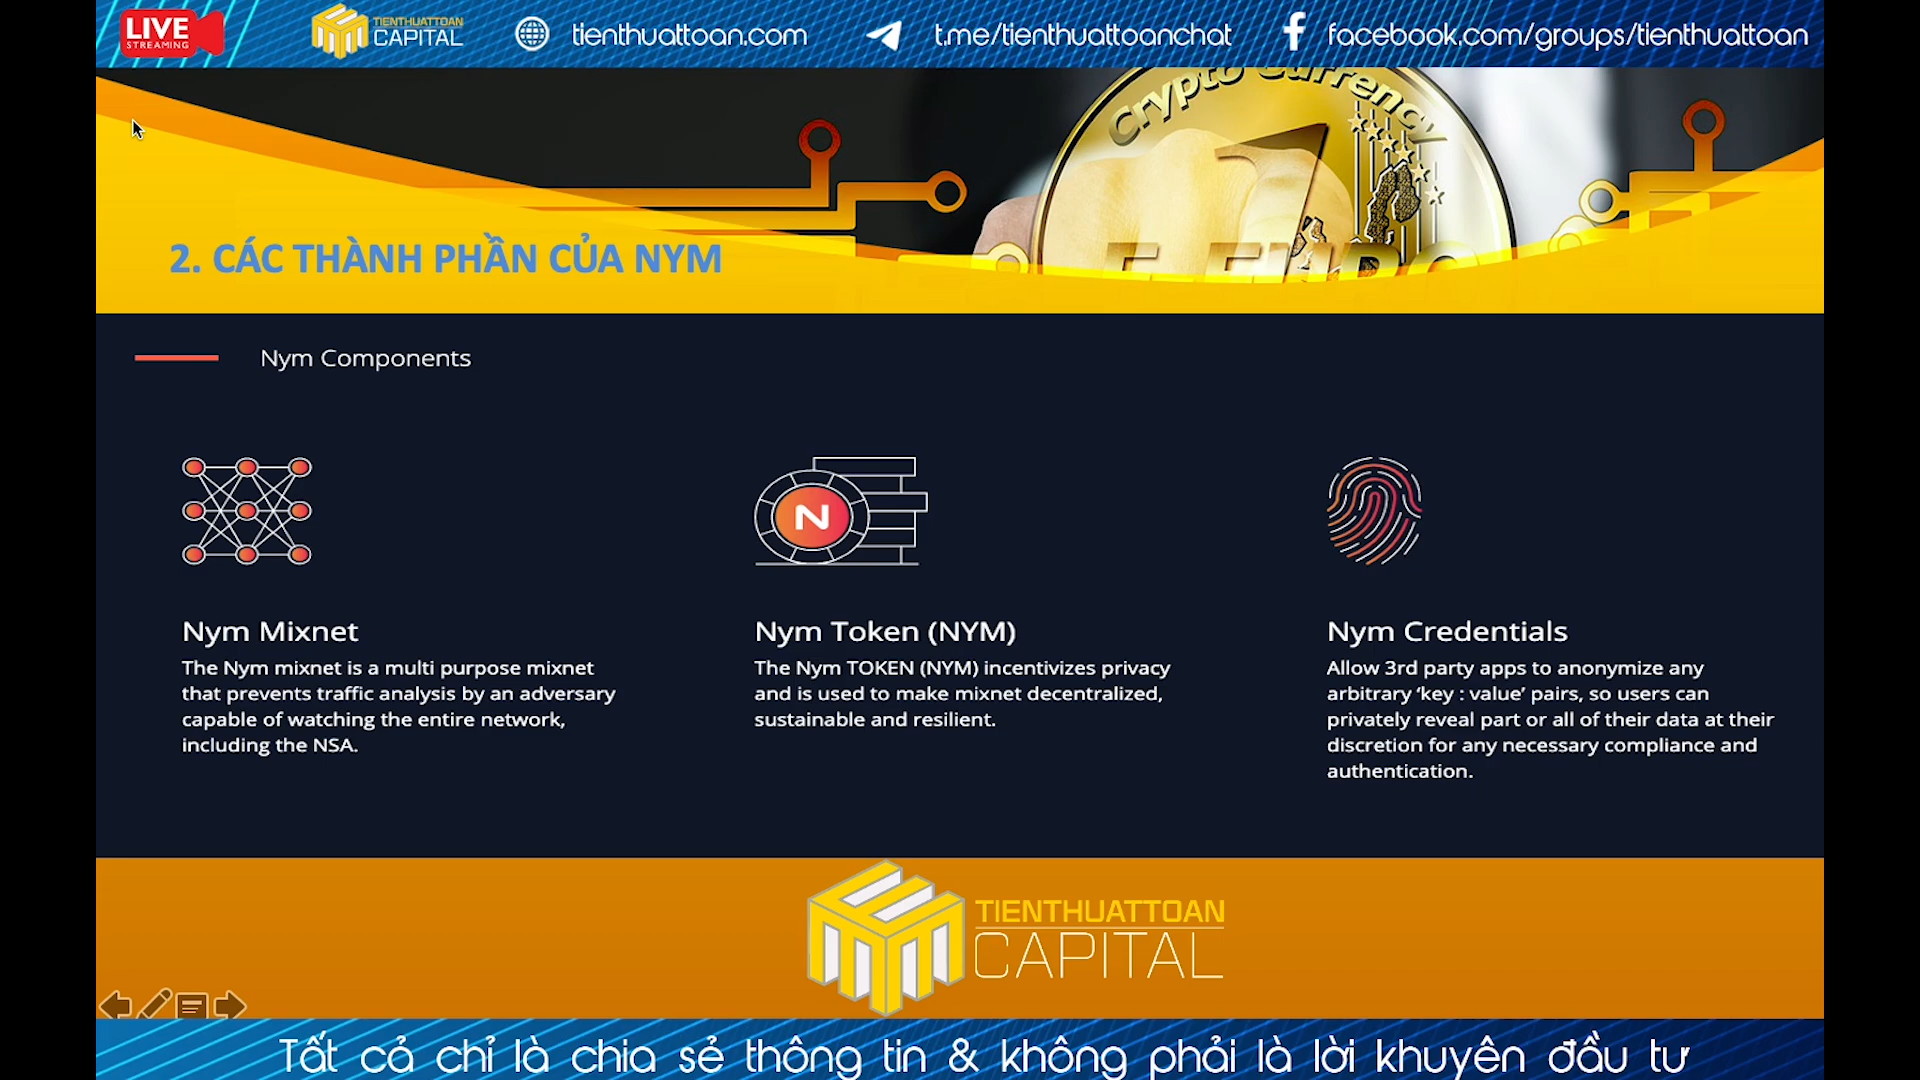 LIVE
STREAMING
TIENTHUATTOAN
CAPITAL
tienthuattoan.com
t.me/tienthuattoanchat
facebook.com/groups/tienthuattoan
Crypto Currency
1
2. CÁC THÀNH PHẦN CỦA NYM
Nym Components
N
Nym Mixnet
The Nym mixnet is a multi purpose mixnet
that prevents traffic analysis by an adversary
capable of watching the entire network,
including the NSA.
Nym Token (NYM)
The Nym TOKEN (NYM) incentivizes privacy
and is used to make mixnet decentralized,
sustainable and resilient.
Nym Credentials
Allow 3rd party apps to anonymize any
arbitrary ‘key : value’ pairs, so users can
privately reveal part or all of their data at their
discretion for any necessary compliance and
authentication.
TIENTHUATTOAN
CAPITAL
Tất cả chỉ là chia sẻ thông tin & không phải là lời khuyên đầu tư